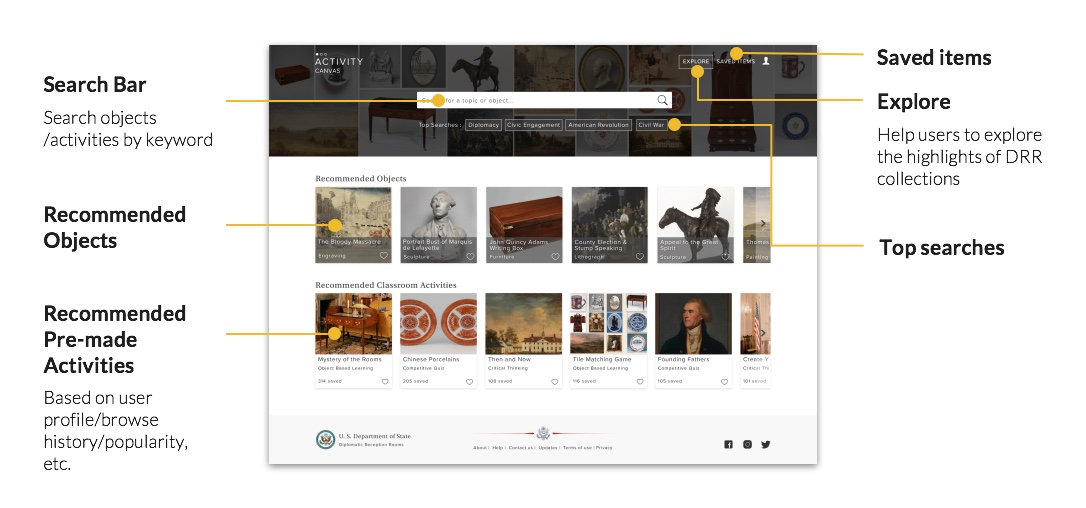 Search Bar
Search objects
/activities by keyword
Recommended
Objects
Recommended
Pre-made
Activities
Based on user
profile/browse
history/popularity,
etc.
ACTIVITY
CANVAS
EXPLORE
SAVED ITEMS
for a topic or object...
Top Searches :
Diplomacy
Civic Engagement
American Revolution
Civil War
Recommended Objects
The Bloody Massacre
Engraving
Portrait Bust of Marquis
de Lafayette
Sculpture
John Quincy Adams
Writing Box
Furniture
County Election &
Stump Speaking
Lithograph
Appeal to the Great
Spirit
Sculpture
Thomas
Painting
Recommended Classroom Activities
Mystery of the Rooms
Object Based Learning
314 saved
Chinese Porcelains
Competitive Quiz
205 saved
Then and Now
Critical Thinking
108 saved
Tile Matching Game
Object Based Learning
116 saved
Founding Fathers
Competitive Quiz
105 saved
Create Y
Critical Thi
101 saved
U. S. Department of State
Diplomatic Reception Rooms
About | Help | Contact us | Updates | Terms of use | Privacy
Saved items
Explore
Help users to explore
the highlights of DRR
collections
Top searches